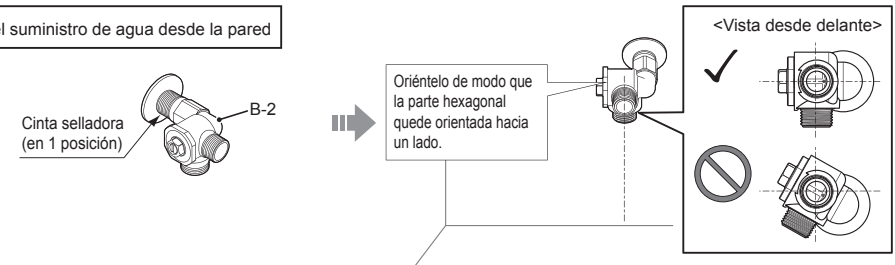 el suministro de agua desde la pared
Cinta selladora
(en 1 posición)
B-2
Oriéntelo de modo que
la parte hexagonal
quede orientada hacia
un lado.
<Vista desde delante>